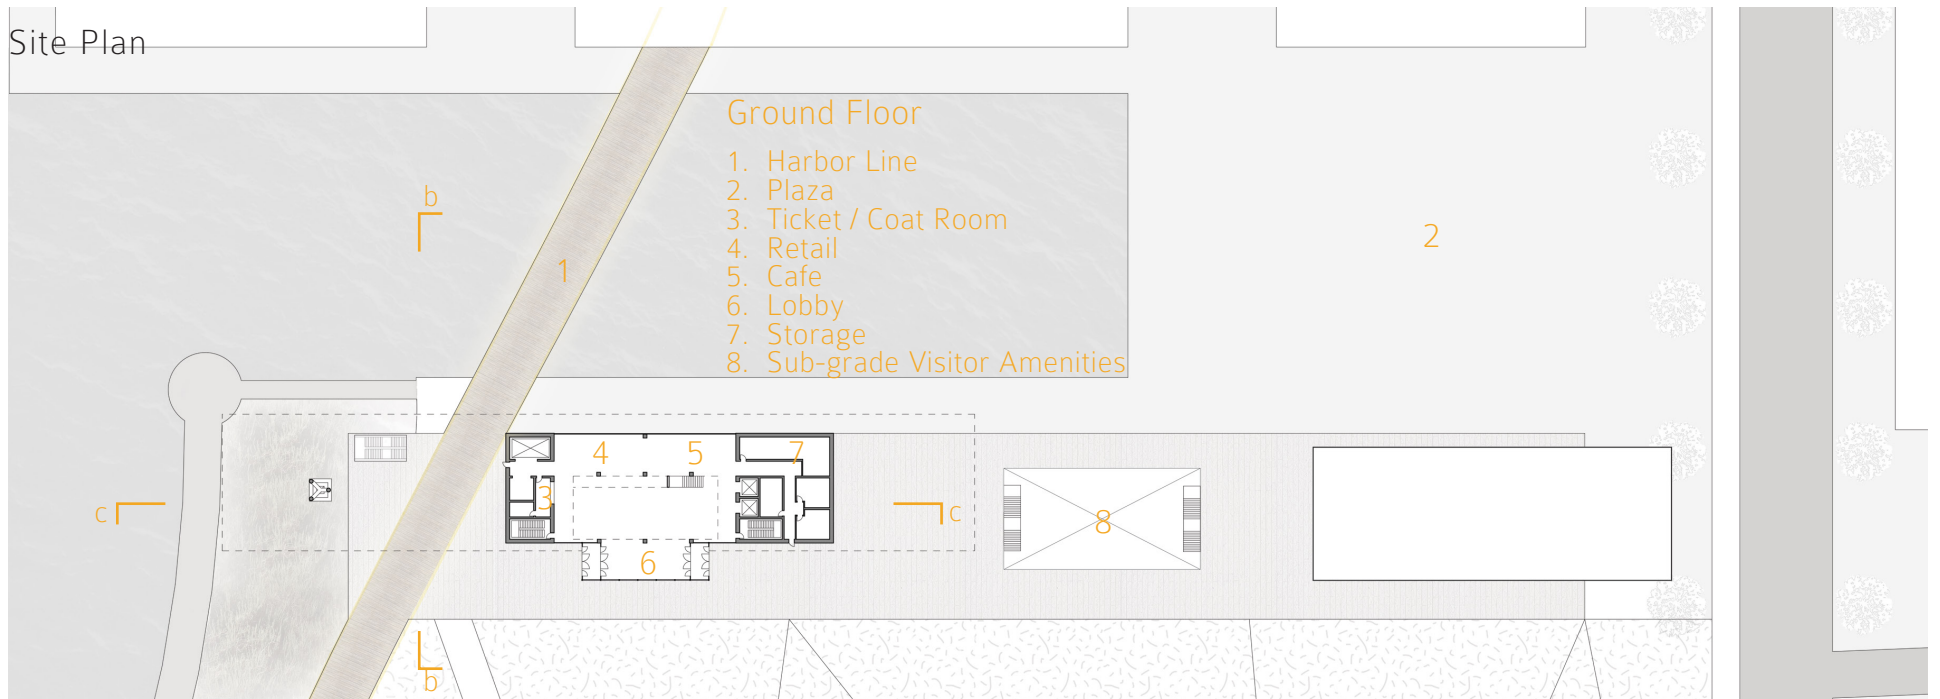 Site Plan
Ground Floor
1. Harbor Line
2. Plaza
3. Ticket / Coat Room
4. Retail
5. Cafe
6. Lobby
7. Storage
8. Sub-grade Visitor Amenities
b
2
1
4
5
7
3
c
c
8
6
b